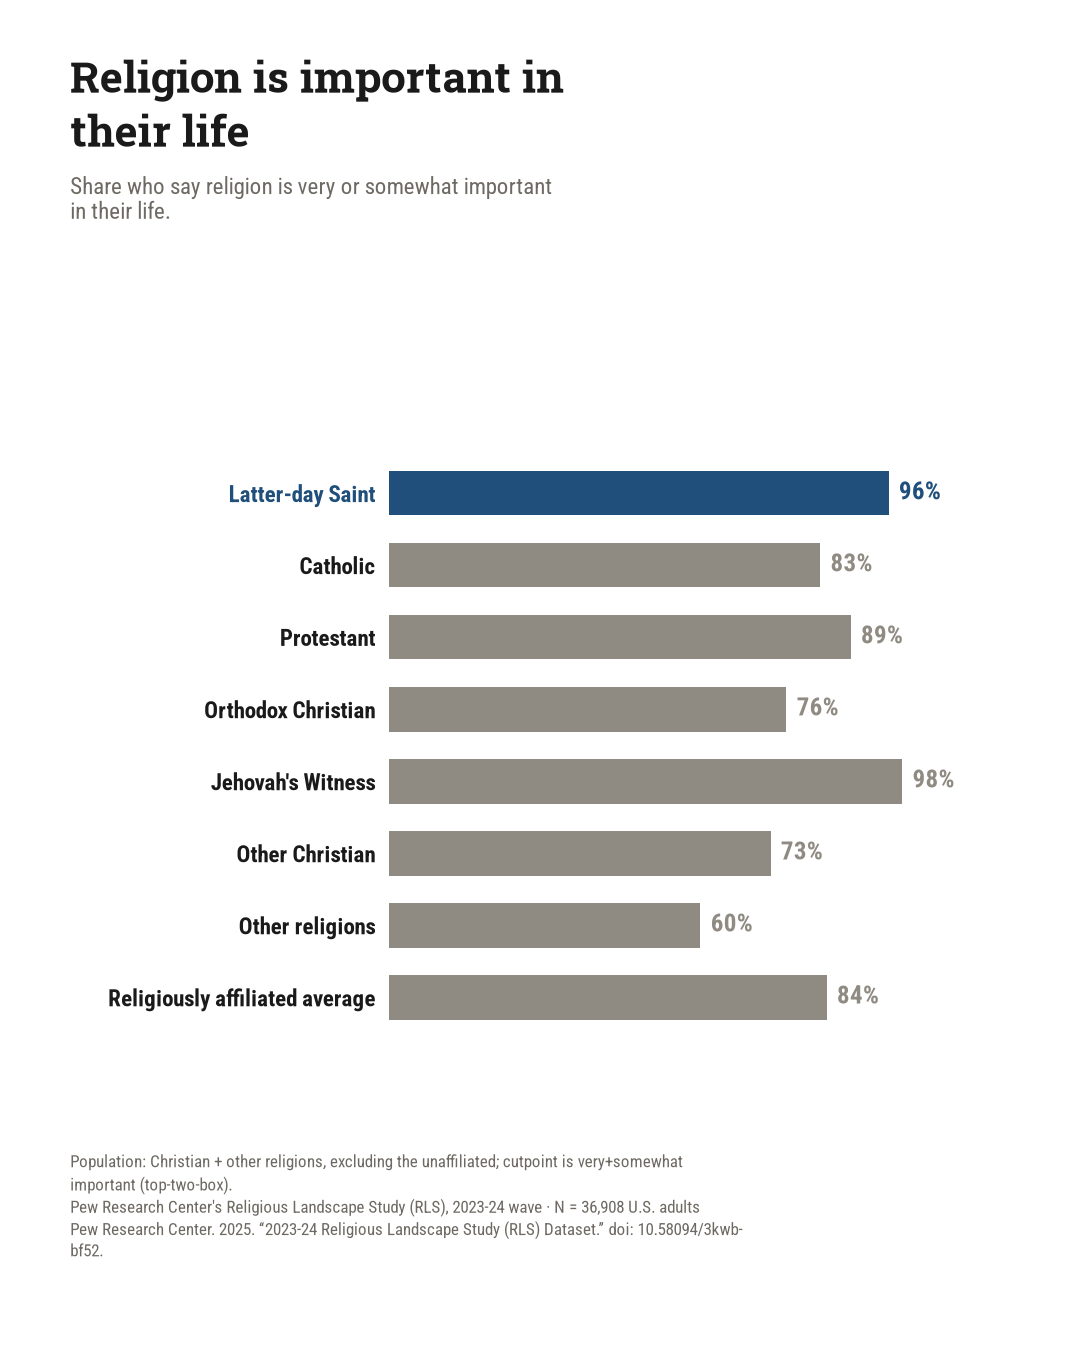 Religion is important in
their life
Share who say religion is very or somewhat important
in their life.
Latter-day Saint 96%
Catholic 83%
Protestant 89%
Orthodox Christian 76%
Jehovah's Witness 98%
Other Christian 73%
Other religions 60%
Religiously affiliated average 84%
Population: Christian + other religions, excluding the unaffiliated; cutpoint is very+somewhat
important (top-two-box).
Pew Research Center's Religious Landscape Study (RLS), 2023-24 wave · N = 36,908 U.S. adults
Pew Research Center. 2025. “2023-24 Religious Landscape Study (RLS) Dataset.” doi: 10.58094/3kwb-
bf52.